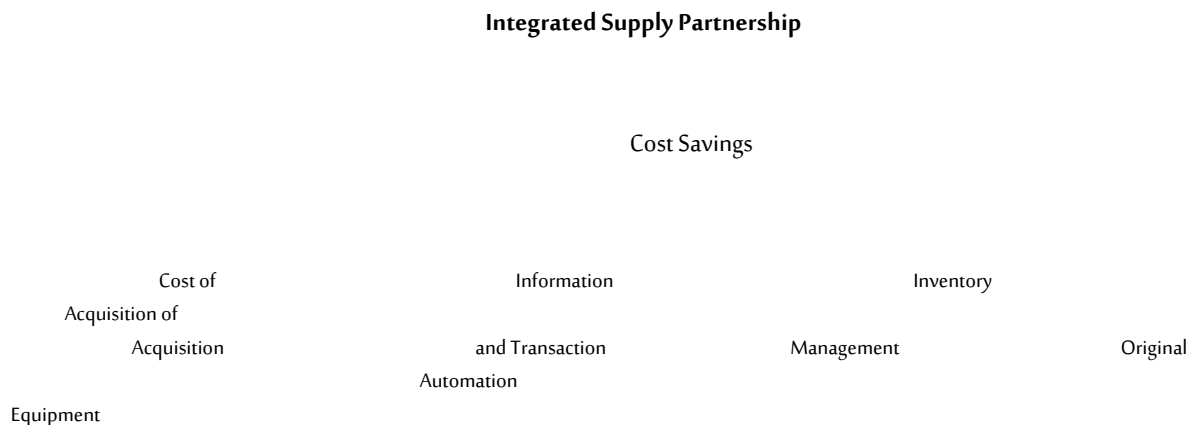 Integrated Supply Partnership
Cost Savings
Cost of Information Inventory
Acquisition of
Acquisition and Transaction Management Original
Automation
Equipment